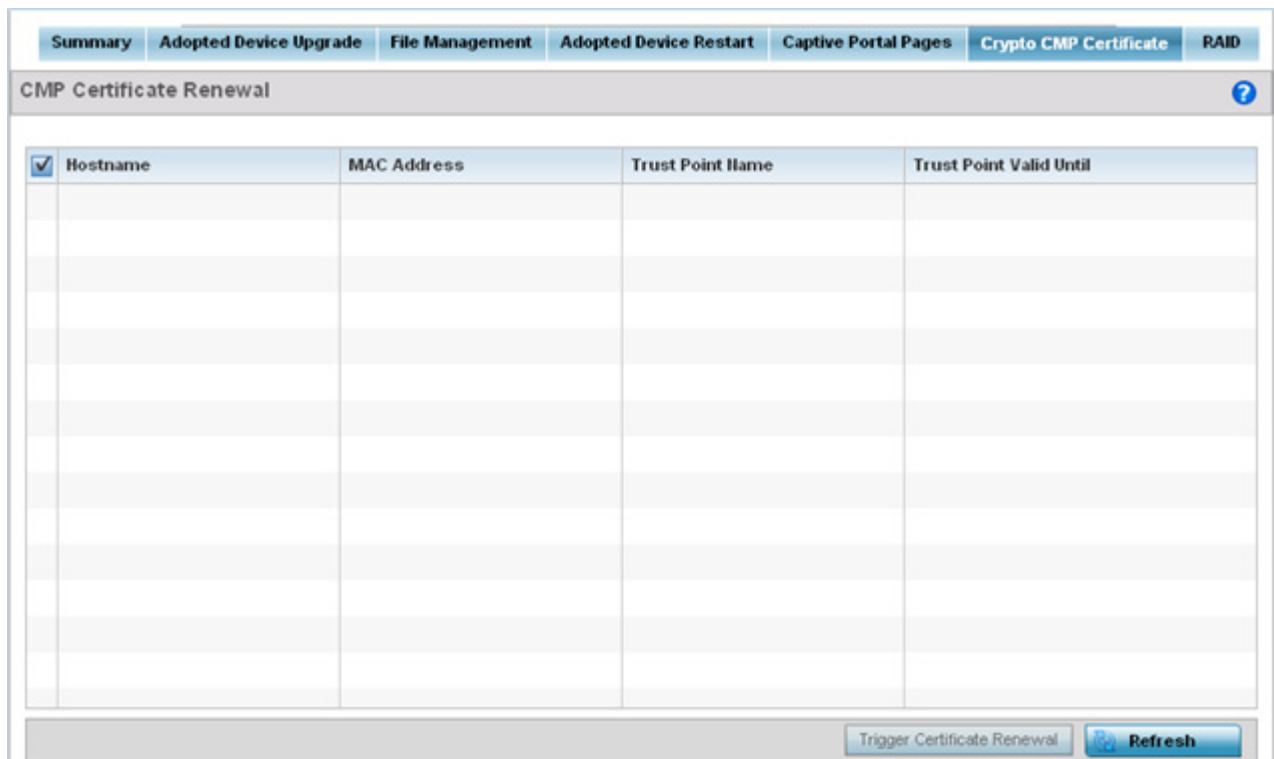 Summary Adopted Device Upgrade File Management Adopted Device Restart Captive Portal Pages Crypto CMP Certificate RAID
CMP Certificate Renewal ?
Hostname MAC Address Trust Point Name Trust Point Valid Until
Trigger Certificate Renewal Refresh